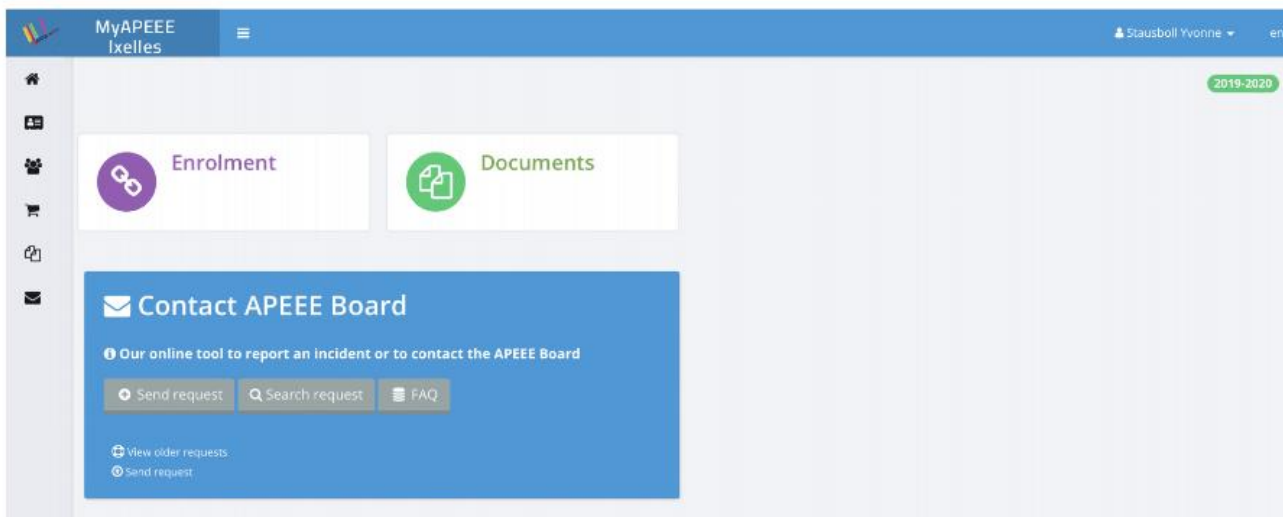 MyAPEEE
Ixelles
Stausboll Yvonne
en
2019-2020
Enrolment
Documents
Contact APEEE Board
Our online tool to report an incident or to contact the APEEE Board
Send request
Search request
FAQ
View older requests
Send request